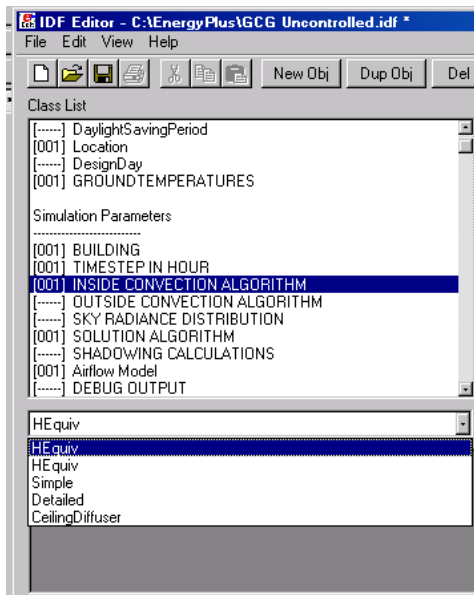 IDF Editor - C:\EnergyPlus\GCG Uncontrolled.idf *
File Edit View Help
New Obj Dup Obj Del
Class List
[------] DaylightSavingPeriod
[001] Location
[------] DesignDay
[001] GROUNDTEMPERATURES
Simulation Parameters
--------------------------
[001] BUILDING
[001] TIMESTEP IN HOUR
[001] INSIDE CONVECTION ALGORITHM
[------] OUTSIDE CONVECTION ALGORITHM
[------] SKY RADIANCE DISTRIBUTION
[001] SOLUTION ALGORITHM
[------] SHADOWING CALCULATIONS
[001] Airflow Model
[------] DEBUG OUTPUT
HEquiv
HEquiv
HEquiv
Simple
Detailed
CeilingDiffuser